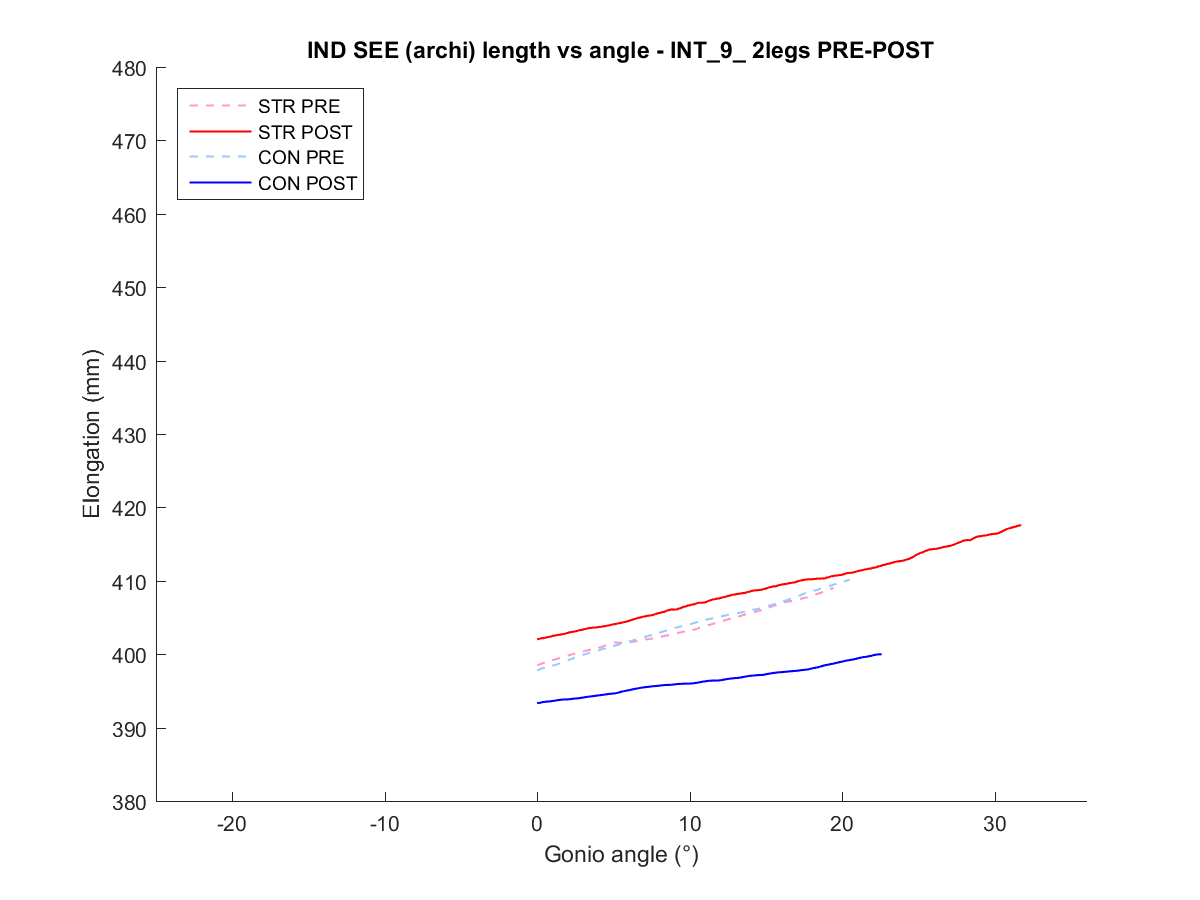 IND SEE (archi) length vs angle - INT_9_ 2legs PRE-POST
STR PRE
STR POST
CON PRE
CON POST
Elongation (mm)
480
470
460
450
440
430
420
410
400
390
380
-20
-10
0
10
20
30
Gonio angle (°)